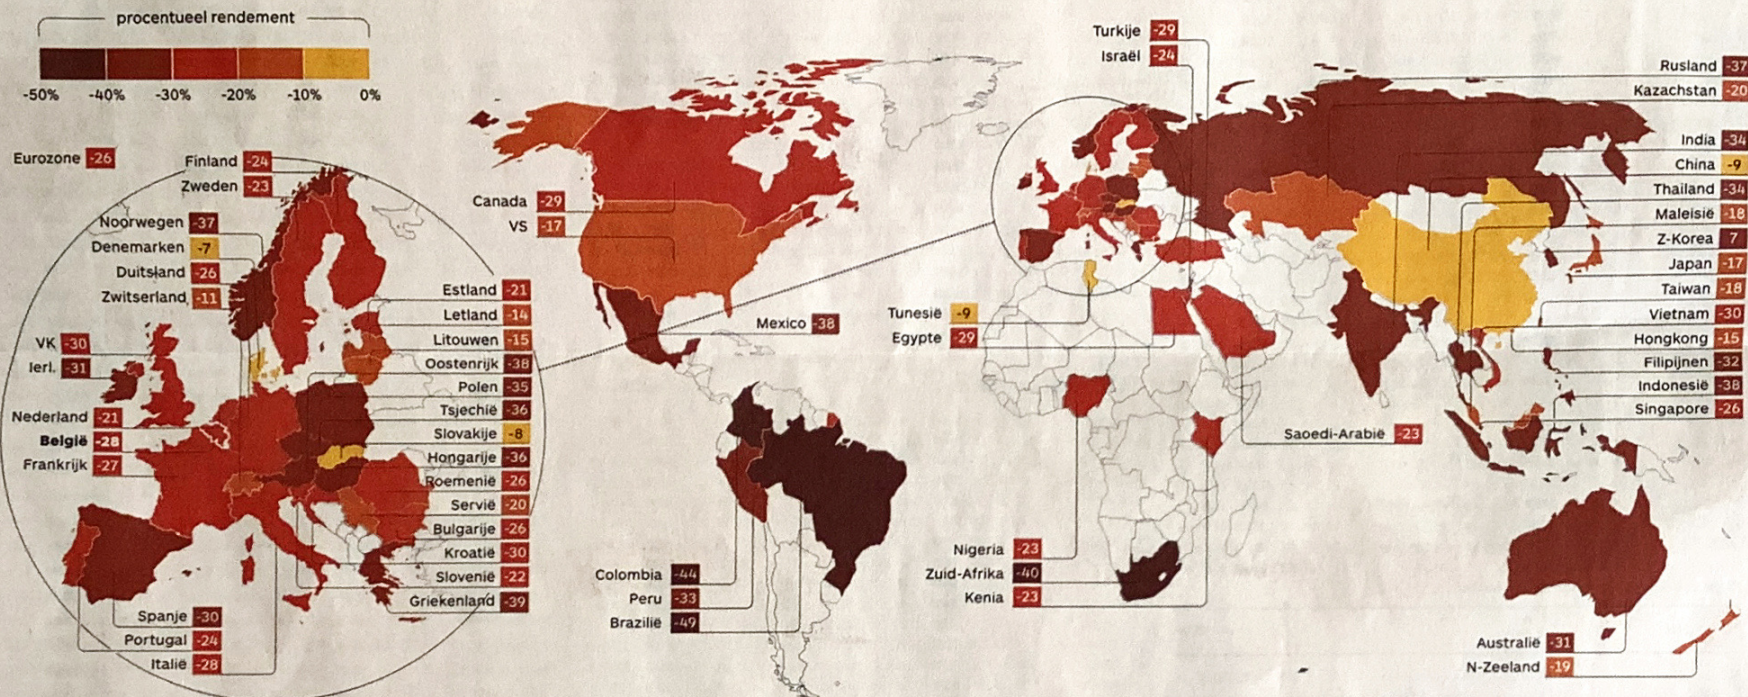 procentueel rendement
-50% -40% -30% -20% -10% 0%
Eurozone -26
Finland -24
Zweden -23
Noorwegen -37
Denemarken -7
Duitsland -26
Zwitserland -11
VK -30
Ierl. -31
Nederland -21
België -28
Frankrijk -27
Spanje -30
Portugal -24
Italië -28
Estland -21
Letland -14
Litouwen -15
Oostenrijk -38
Polen -35
Tsjechië -36
Slovakije -8
Hongarije -36
Roemenië -26
Servië -20
Bulgarije -26
Kroatië -30
Slovenië -22
Griekenland -39
Canada -29
VS -17
Mexico -38
Colombia -44
Peru -33
Brazilië -49
Turkije -29
Israël -24
Tunesië -9
Egypte -29
Nigeria -23
Zuid-Afrika -40
Kenia -23
Saoedi-Arabië -23
Rusland -37
Kazachstan -20
India -34
China -9
Thailand -34
Maleisië -18
Z-Korea 7
Japan -17
Taiwan -18
Vietnam -30
Hongkong -15
Filipijnen -32
Indonesië -38
Singapore -26
Australië -31
N-Zeeland -19